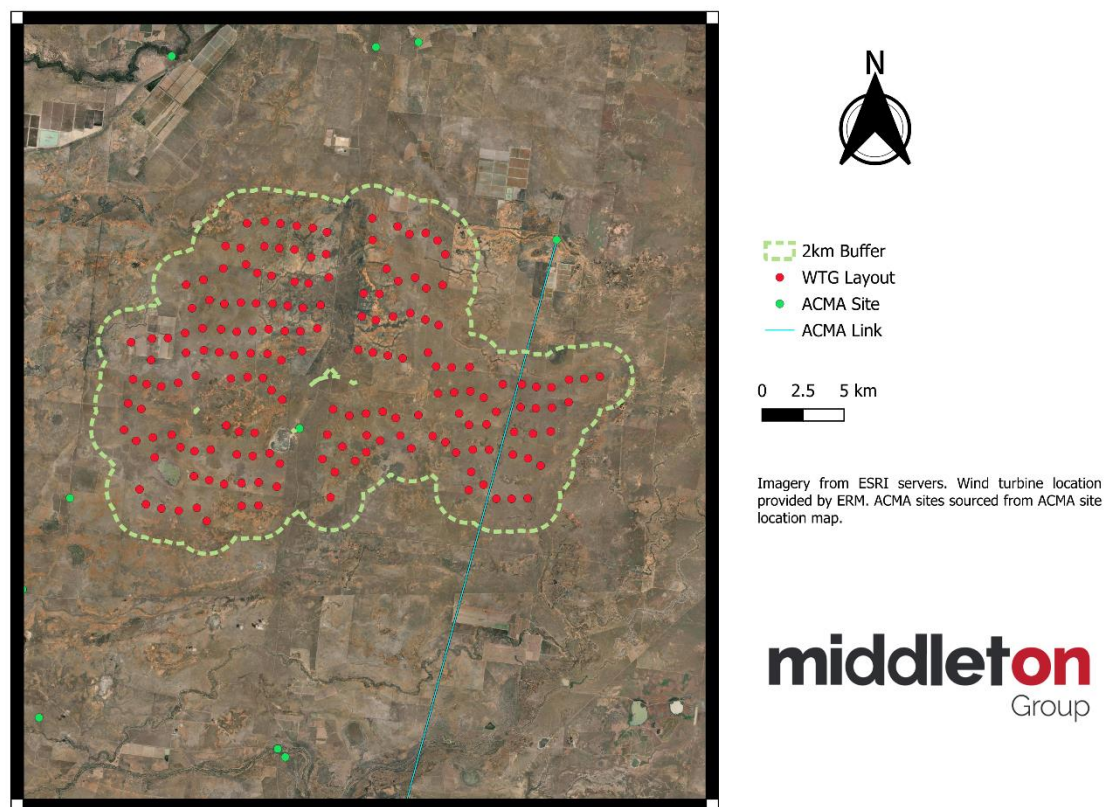 N
2km Buffer
WTG Layout
ACMA Site
ACMA Link
0 2.5 5 km
Imagery from ESRI servers. Wind turbine location
provided by ERM. ACMA sites sourced from ACMA site
location map.
middleton
Group